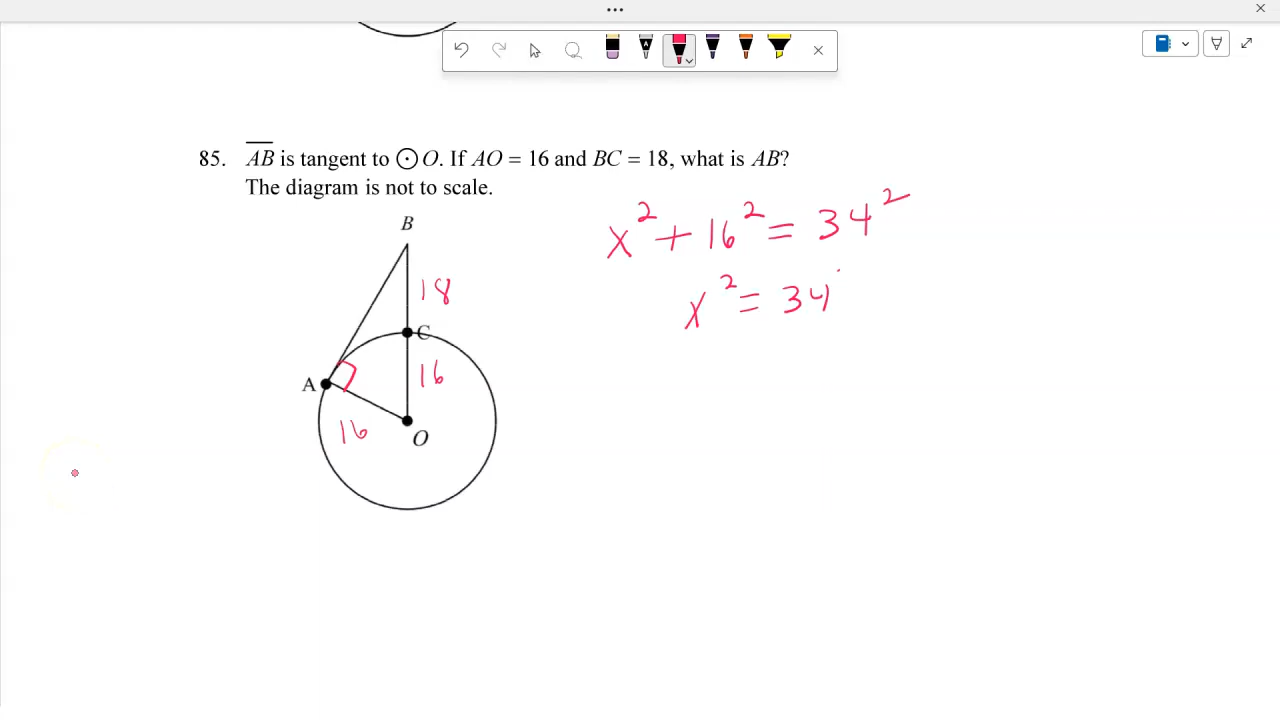 85. AB is tangent to ⊙O. If AO = 16 and BC = 18, what is AB?
The diagram is not to scale.
x² + 16² = 34²
x² = 34
B
18
C
16
A
16
O